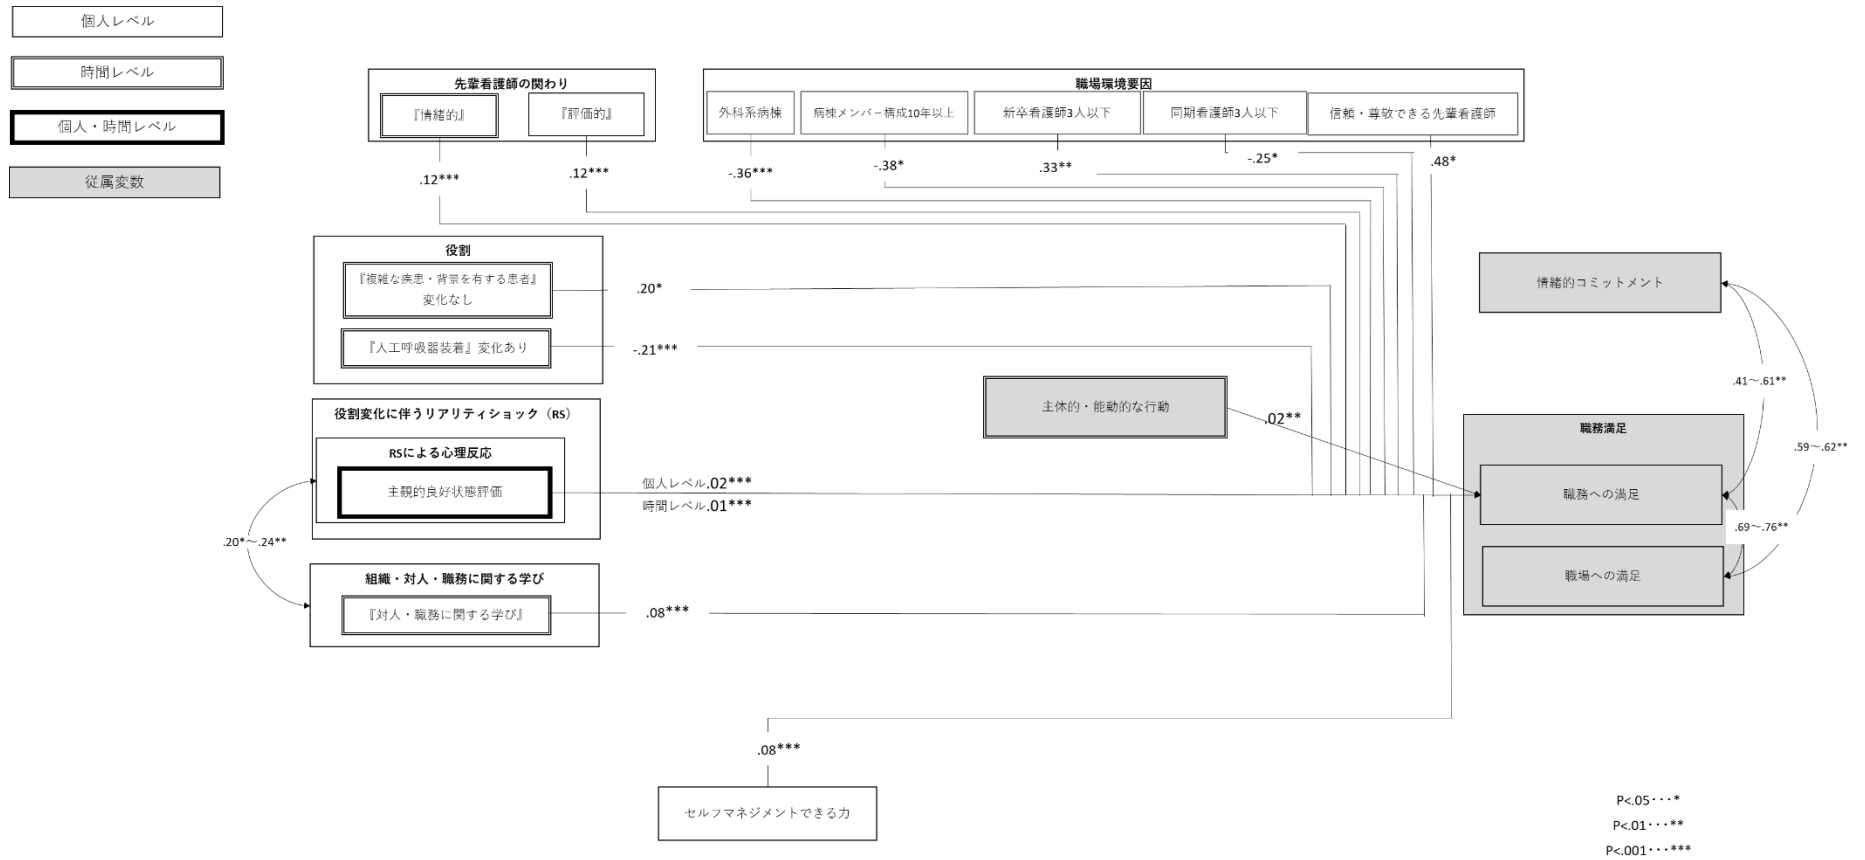 個人レベル
時間レベル
個人・時間レベル
従属変数
先輩看護師の関わり
『情緒的』
『評価的』
.12***
.12***
職場環境要因
外科系病棟
病棟メンバー構成10年以上
新卒看護師3人以下
同期看護師3人以下
信頼・尊敬できる先輩看護師
-.36***
-.38*
.33**
-.25*
.48*
役割
『複雑な疾患・背景を有する患者』
変化なし
.20*
『人工呼吸器装着』変化あり
-.21***
役割変化に伴うリアリティショック（RS）
RSによる心理反応
主観的良好状態評価
個人レベル.02***
時間レベル.01***
.20*～.24**
組織・対人・職務に関する学び
『対人・職務に関する学び』
.08***
主体的・能動的な行動
.02**
情緒的コミットメント
.41～.61**
.59～.62**
職務満足
職務への満足
.69～.76**
職場への満足
.08***
セルフマネジメントできる力
P<.05･･･*
P<.01･･･**
P<.001･･･***